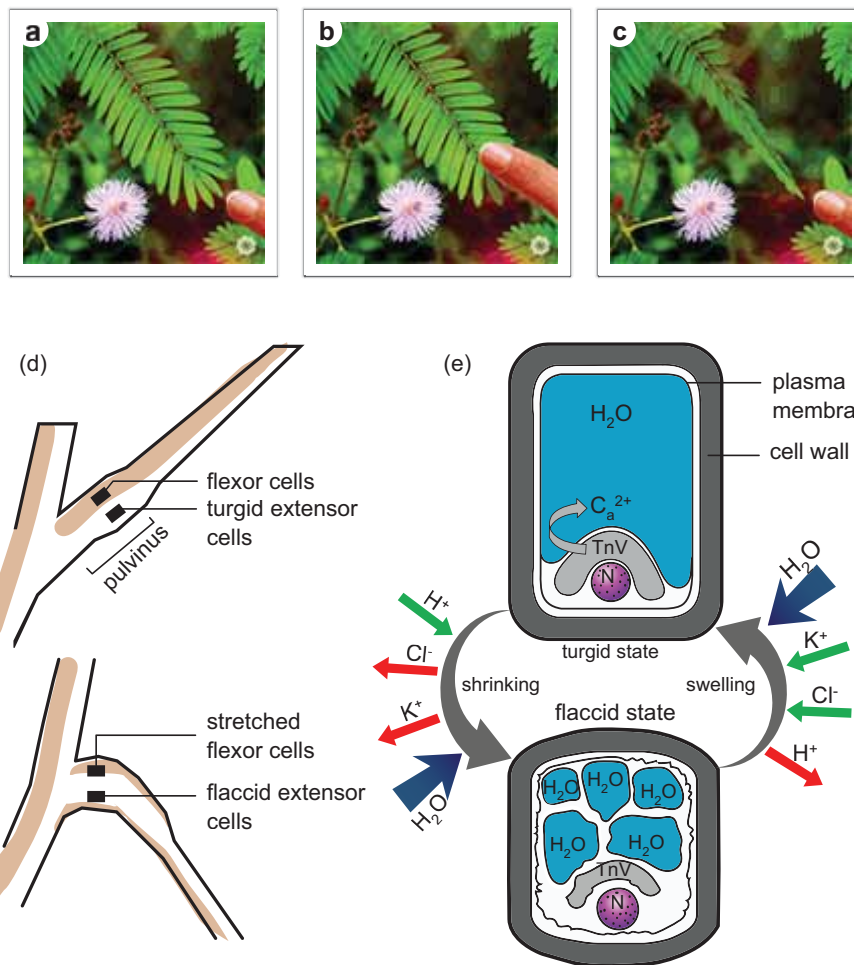 a
b
c
(d)
flexor cells
turgid extensor
cells
pulvinus
stretched
flexor cells
flaccid extensor
cells
(e)
plasma
membra
cell wall
H₂O
Cₐ²⁺
TnV
N
turgid state
H⁺
Cl⁻
K⁺
H₂O
shrinking
swelling
H₂O
K⁺
Cl⁻
H⁺
flaccid state
H₂O
H₂O
H₂O
H₂O
H₂O
TnV
N